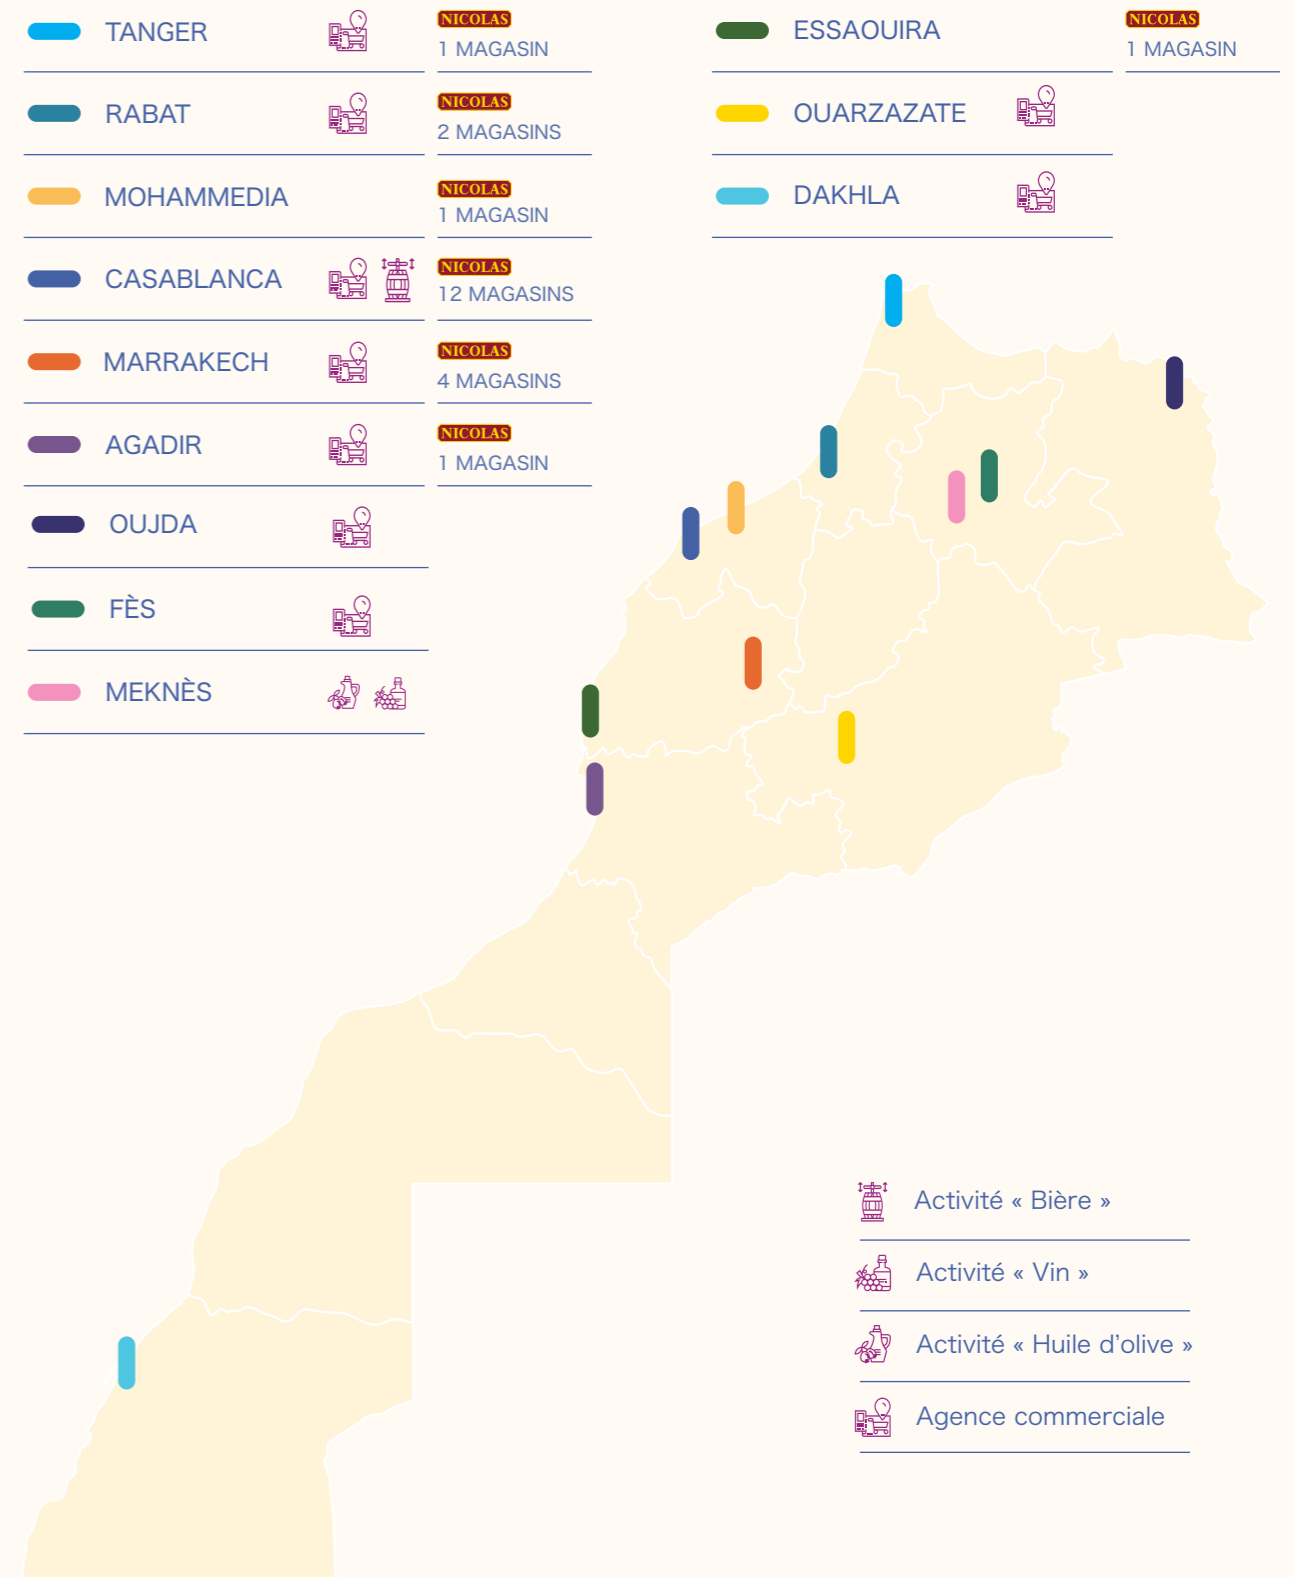 TANGER
NICOLAS
1 MAGASIN
RABAT
NICOLAS
2 MAGASINS
MOHAMMEDIA
NICOLAS
1 MAGASIN
CASABLANCA
NICOLAS
12 MAGASINS
MARRAKECH
NICOLAS
4 MAGASINS
AGADIR
NICOLAS
1 MAGASIN
OUJDA
FÈS
MEKNÈS
ESSAOUIRA
NICOLAS
1 MAGASIN
OUARZAZATE
DAKHLA
Activité « Bière »
Activité « Vin »
Activité « Huile d’olive »
Agence commerciale